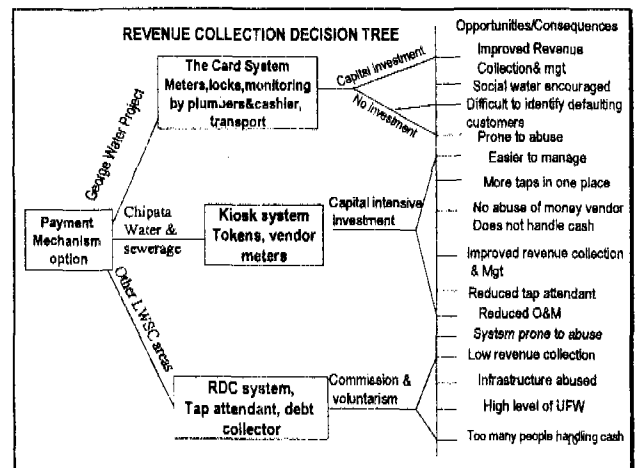 REVENUE COLLECTION DECISION TREE
Opportunities/Consequences
George Water Project
The Card System
Meters,locks,monitoring
by plumbers&cashier,
transport
Capital investment
No investment
Improved Revenue
Collection& mgt
Social water encouraged
Difficult to identify defaulting
customers
Prone to abuse
Payment
Mechanism
option
Chipata
Water &
sewerage
Kiosk system
Tokens, vendor
meters
Capital intensive
investment
Easier to manage
More taps in one place
No abuse of money vendor
Does not handle cash
Improved revenue collection
& Mgt
Reduced tap attendant
Reduced O&M
Other LWSC areas
RDC system,
Tap attendant, debt
collector
Commission &
voluntarism
System prone to abuse
Low revenue collection
Infrastructure abused
High level of UFW
Too many people handling cash